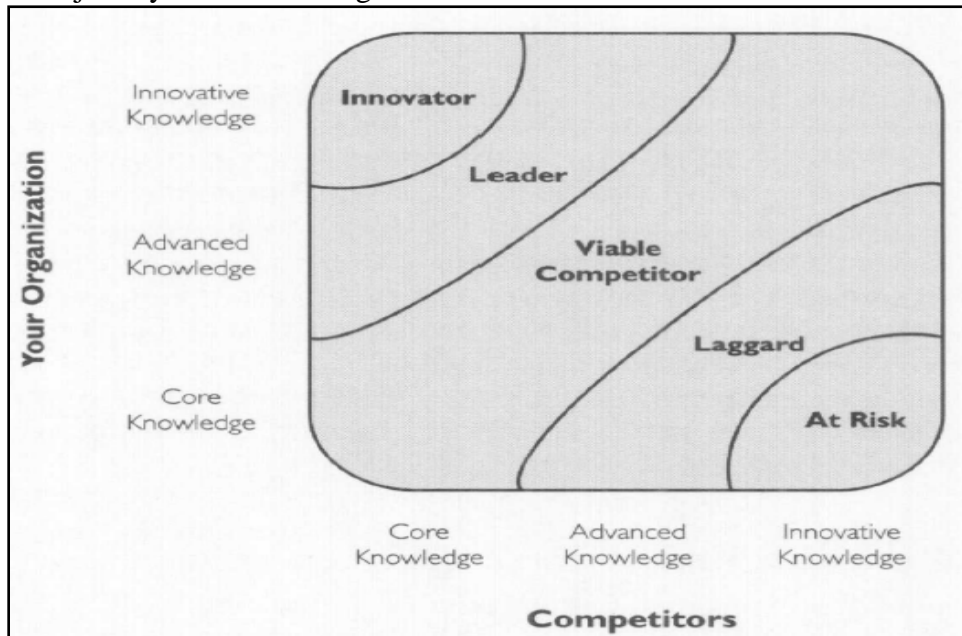 Innovative
Knowledge
Innovator
Leader
Advanced
Knowledge
Viable
Competitor
Laggard
Core
Knowledge
At Risk
Your Organization
Core
Knowledge
Advanced
Knowledge
Innovative
Knowledge
Competitors